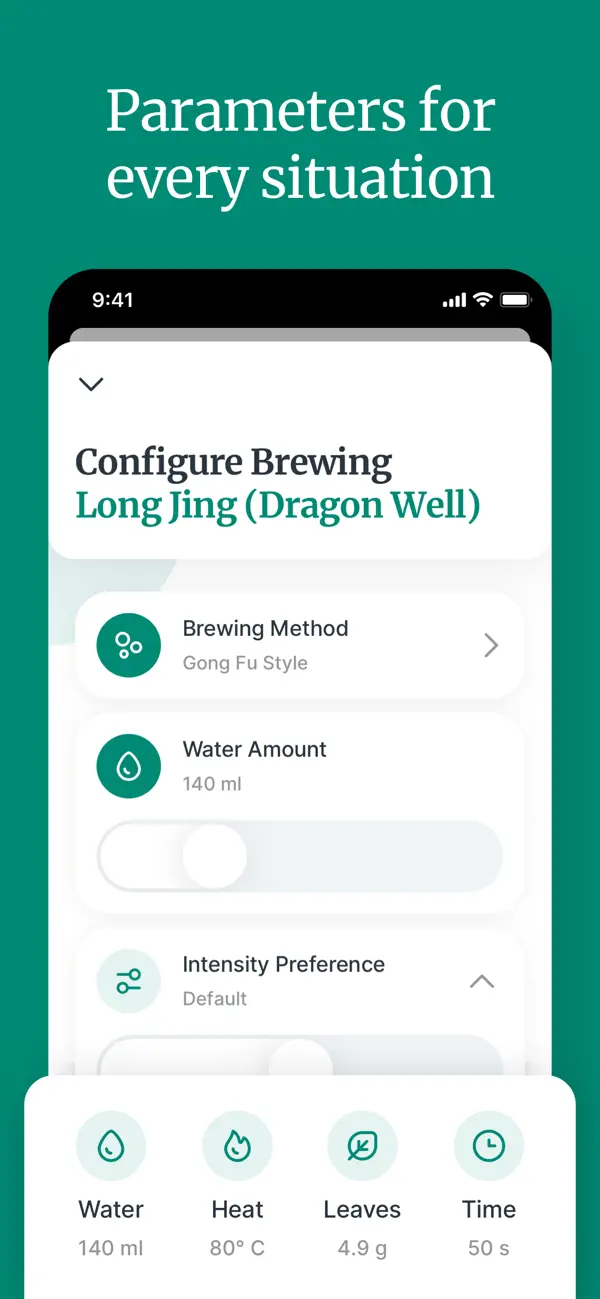 Parameters for
every situation
9:41
Configure Brewing
Long Jing (Dragon Well)
Brewing Method
Gong Fu Style
Water Amount
140 ml
Intensity Preference
Default
Water
Heat
Leaves
Time
140 ml
80° C
4.9 g
50 s